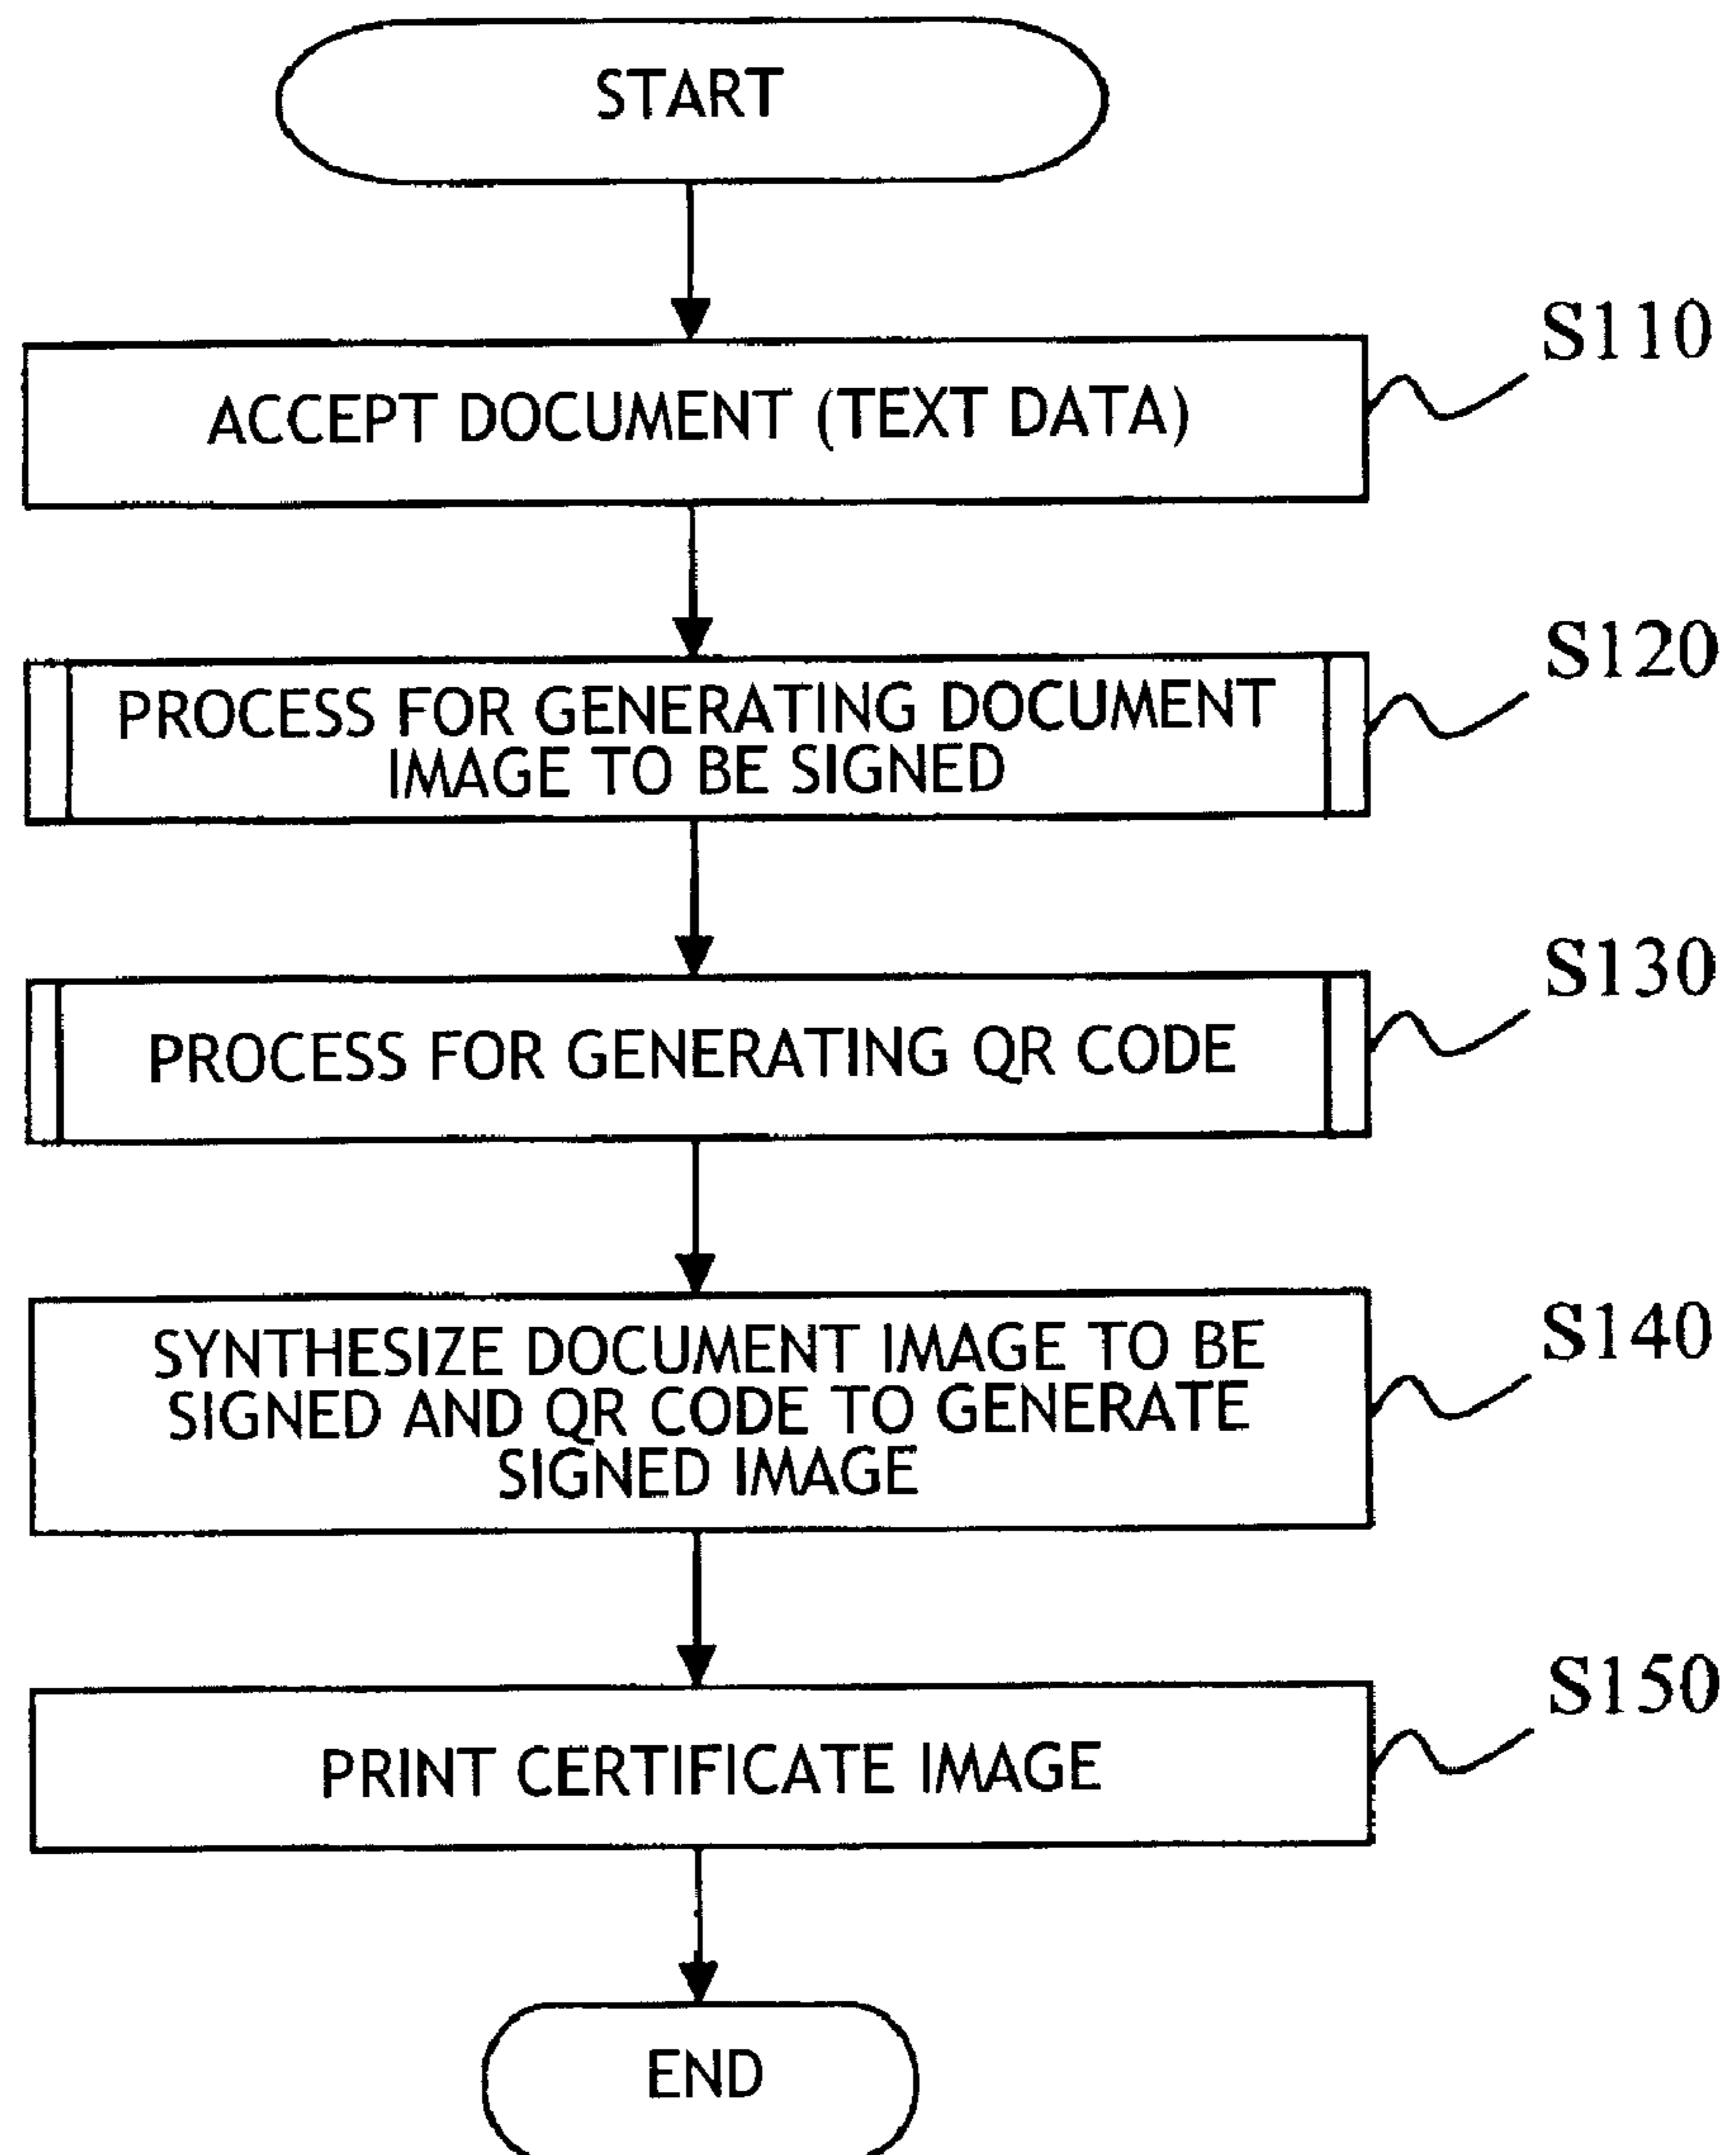 START
S110
ACCEPT DOCUMENT (TEXT DATA)
S120
PROCESS FOR GENERATING DOCUMENT
IMAGE TO BE SIGNED
S130
PROCESS FOR GENERATING QR CODE
S140
SYNTHESIZE DOCUMENT IMAGE TO BE
SIGNED AND QR CODE TO GENERATE
SIGNED IMAGE
S150
PRINT CERTIFICATE IMAGE
END